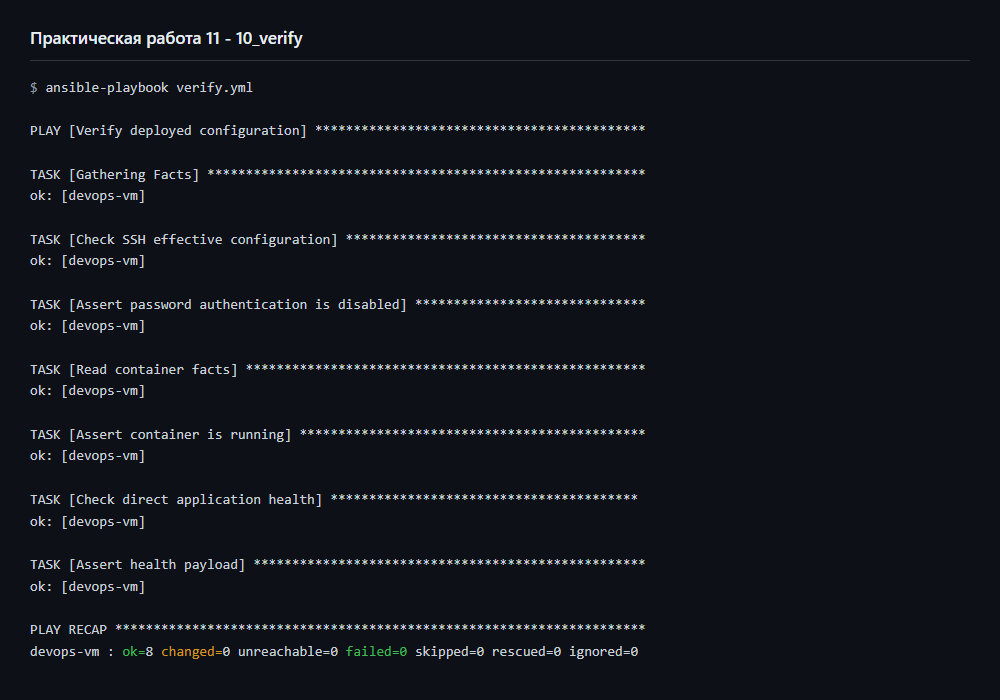 Практическая работа 11 - 10_verify
$ ansible-playbook verify.yml
PLAY [Verify deployed configuration] *******************************************
TASK [Gathering Facts] *********************************************************
ok: [devops-vm]
TASK [Check SSH effective configuration] ***************************************
ok: [devops-vm]
TASK [Assert password authentication is disabled] ******************************
ok: [devops-vm]
TASK [Read container facts] ****************************************************
ok: [devops-vm]
TASK [Assert container is running] *********************************************
ok: [devops-vm]
TASK [Check direct application health] ****************************************
ok: [devops-vm]
TASK [Assert health payload] ***************************************************
ok: [devops-vm]
PLAY RECAP *********************************************************************
devops-vm : ok=8 changed=0 unreachable=0 failed=0 skipped=0 rescued=0 ignored=0